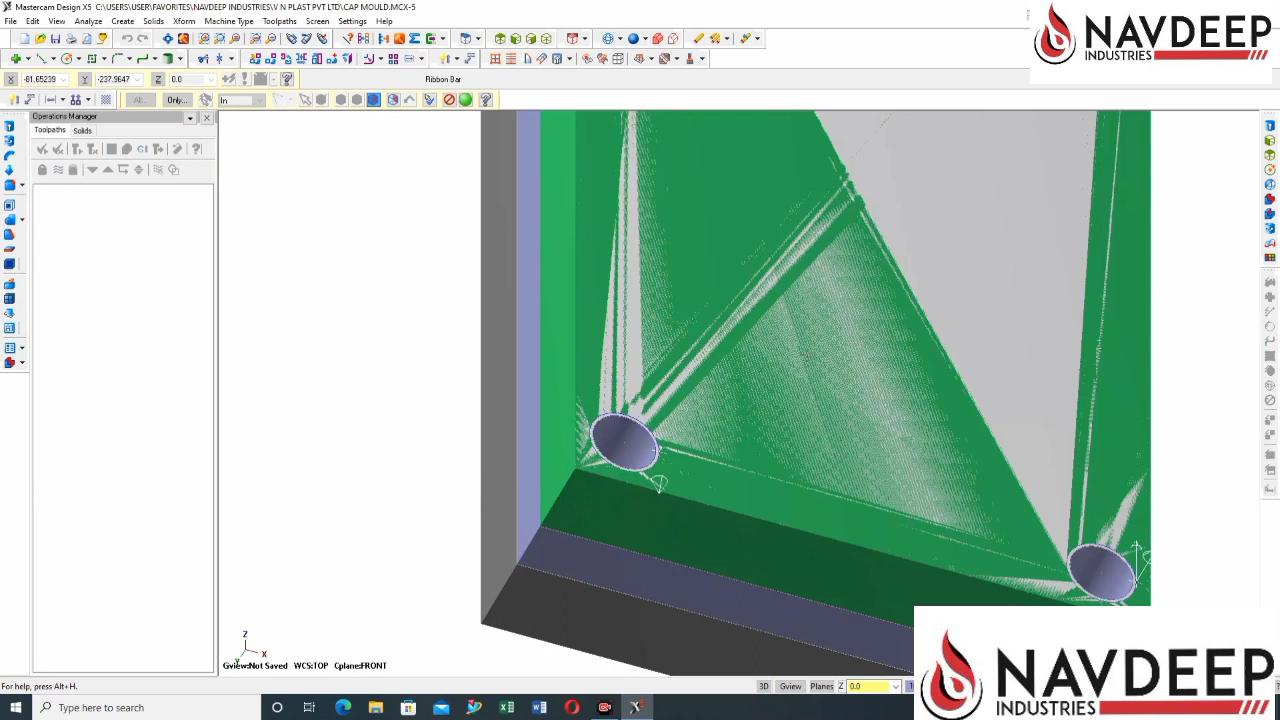 Mastercam Design X5 C:\USERS\USER\FAVORITES\NAVDEEP INDUSTRIES\V N PLAST PVT LTD\CAP MOULD.MCX-5
File Edit View Analyze Create Solids Xform Machine Type Toolpaths Screen Settings Help
NAVDEEP
INDUSTRIES
X -81.65239 Y -237.9647 Z 0.0 Ribbon Bar
All... Only... In
Operations Manager
Toolpaths Solids
G1
Z
X
Y
Gview:Not Saved WCS:TOP Cplane:FRONT
NAVDEEP
INDUSTRIES
For help, press Alt+H.
3D Gview Planes Z 0.0
Type here to search